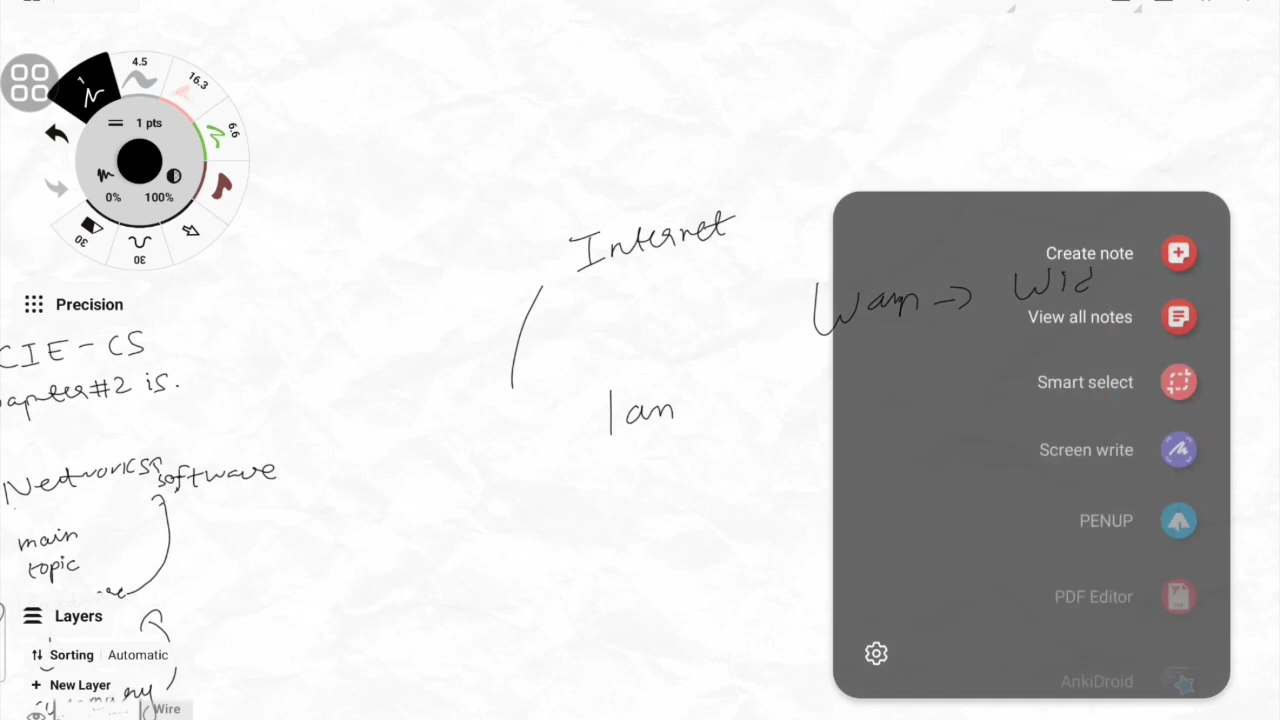 4.5
16.3
6.6
1
1 pts
0%
100%
30
30
Precision
CIE-CS
#2 is.
Networks
software
main
topic
Layers
Sorting
Automatic
+ New Layer
Wire
Internet
lan
Wan → Wid
Create note
View all notes
Smart select
Screen write
PENUP
PDF Editor
AnkiDroid